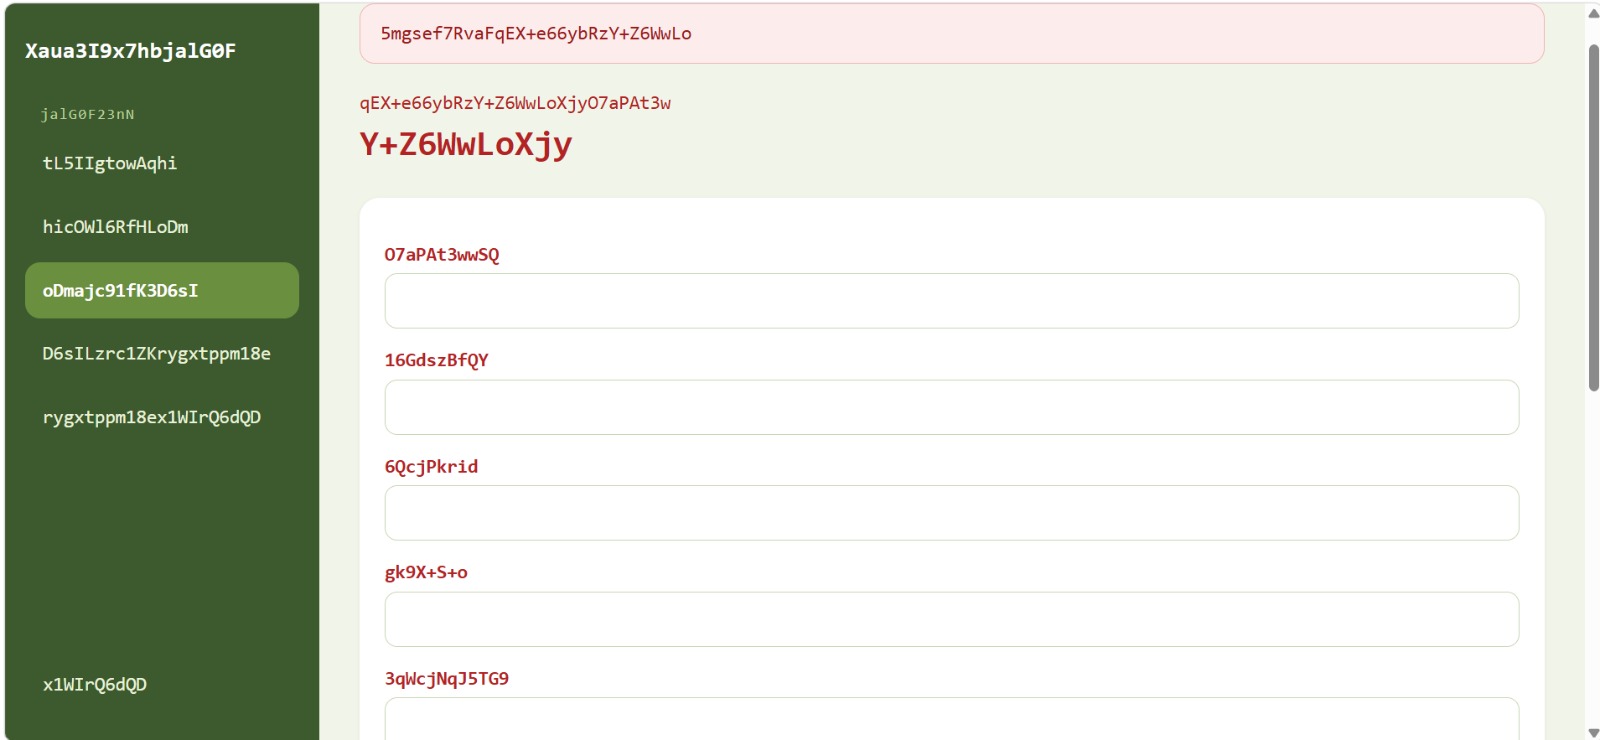 Xaua3I9x7hbjalG0F
jalG0F23nN
tL5IIgtowAqhi
hicOWl6RfHLoDm
oDmajc91fK3D6sI
D6sILzrc1ZKrygxtppm18e
rygxtppm18ex1WIrQ6dQD
x1WIrQ6dQD
5mgsef7RvaFqEX+e66ybRzY+Z6WwLo
qEX+e66ybRzY+Z6WwLoXjyO7aPAt3w
Y+Z6WwLoXjy
O7aPAt3wwSQ
16GdszBfQY
6QcjPkrid
gk9X+S+o
3qWcjNqJ5TG9